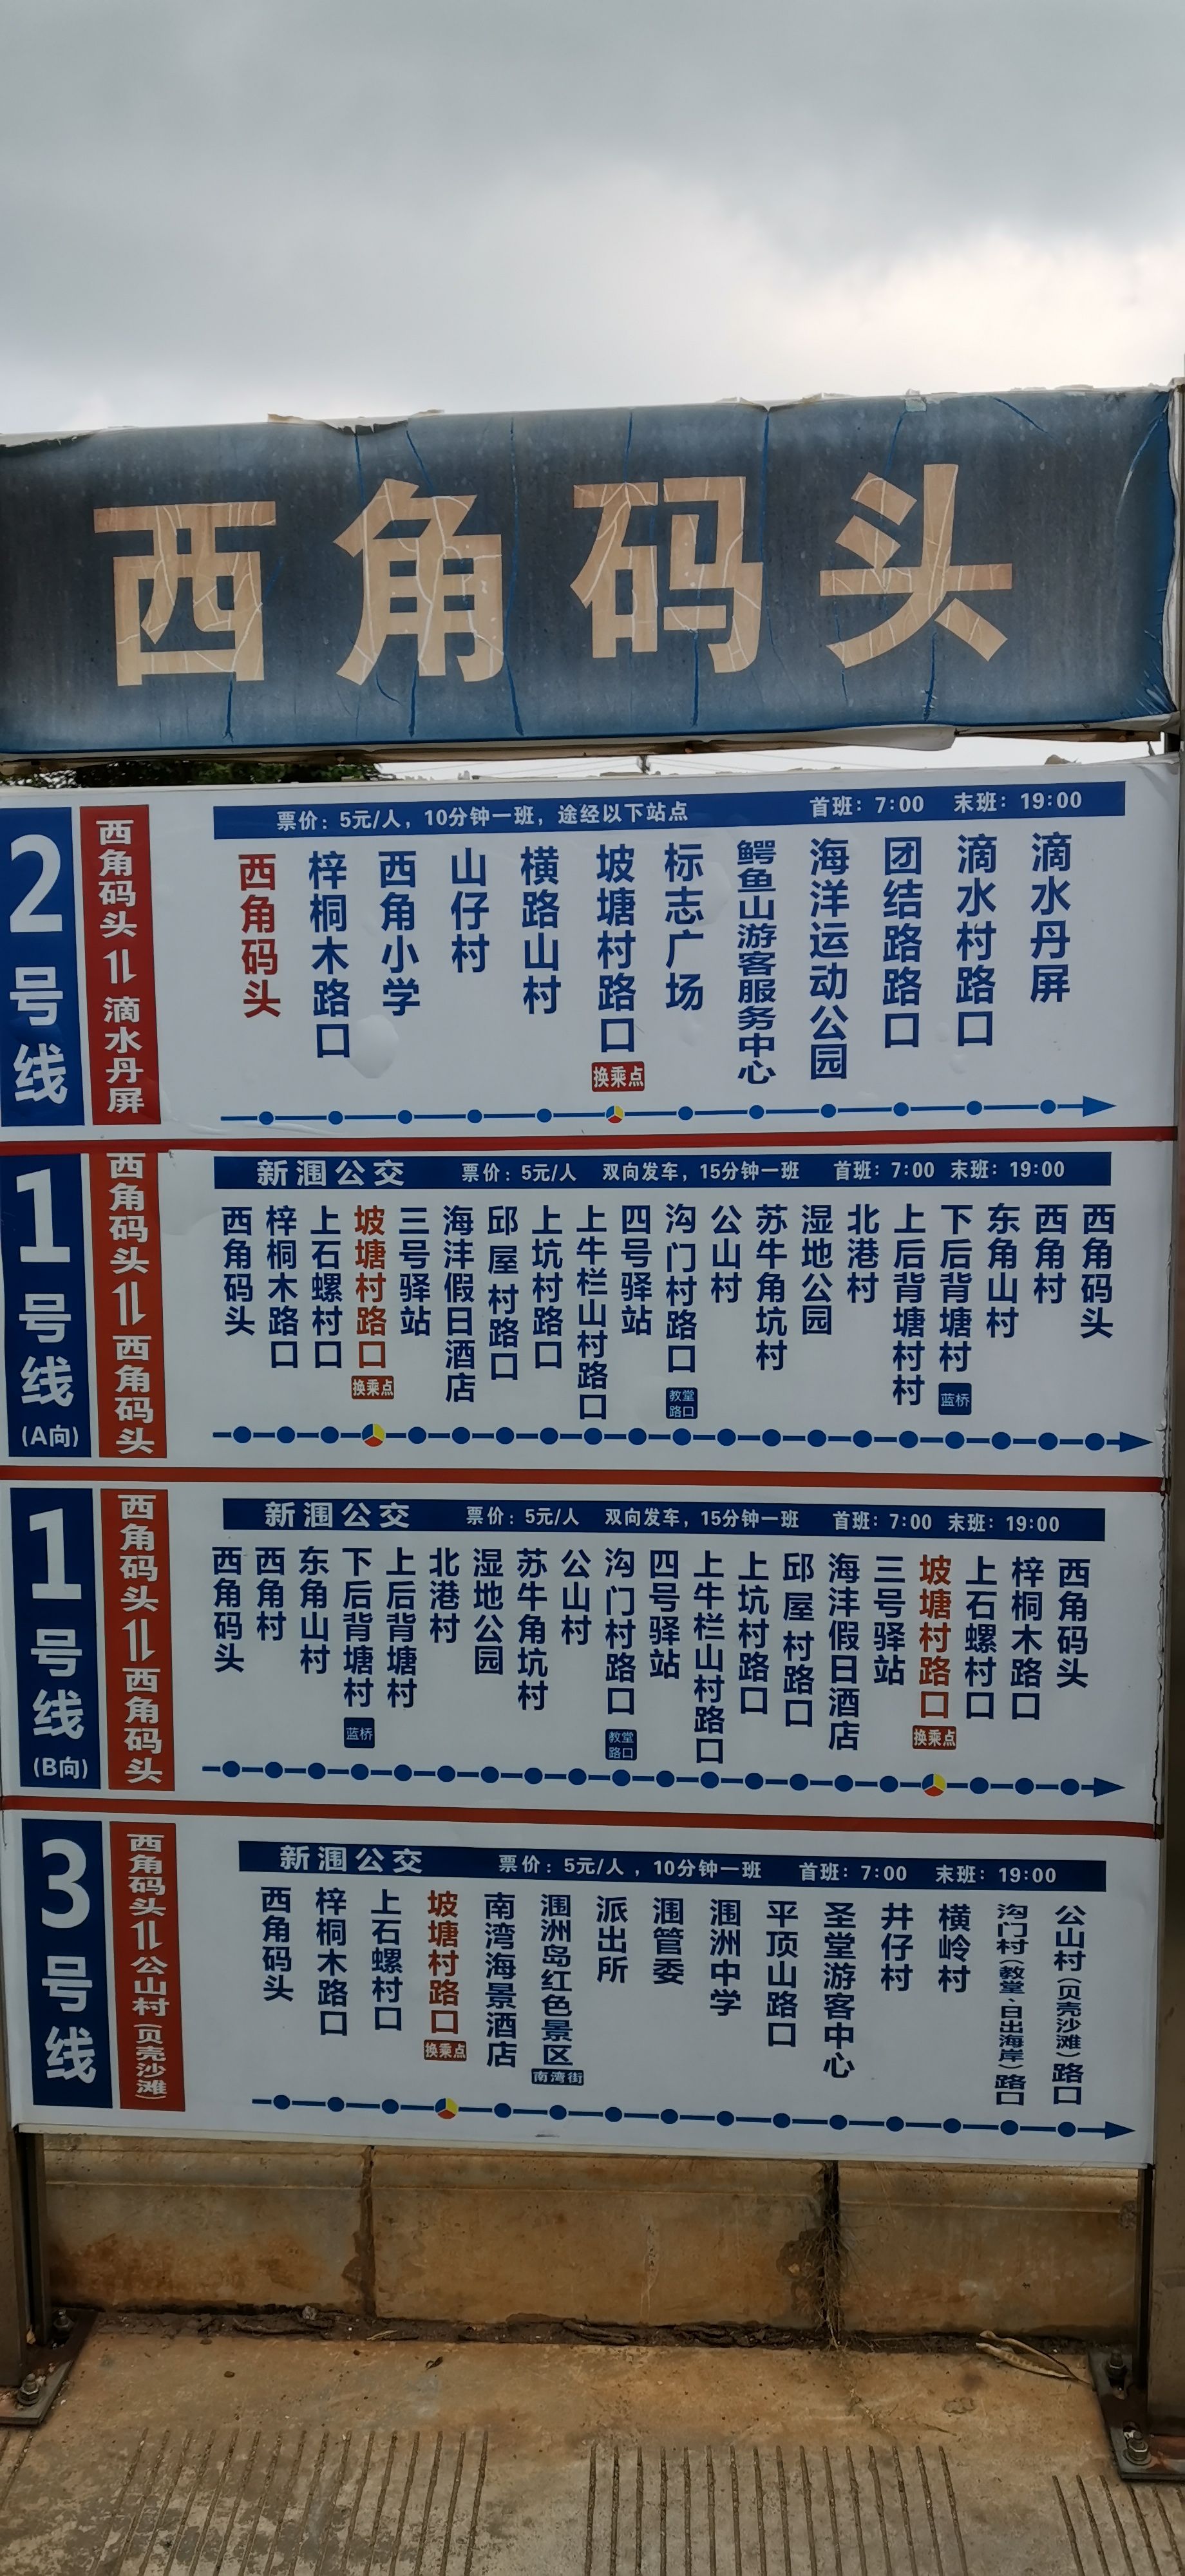 西角码头
2号线
西角码头⇌滴水丹屏
票价：5元/人，10分钟一班，途经以下站点 首班：7:00 末班：19:00
西角码头
梓桐木路口
西角小学
山仔村
横路山村
坡塘村路口
换乘点
标志广场
鳄鱼山游客服务中心
海洋运动公园
团结路路口
滴水村路口
滴水丹屏
1号线
(A向)
西角码头⇌西角码头
新涠公交 票价：5元/人 双向发车，15分钟一班 首班：7:00 末班：19:00
西角码头
梓桐木路口
上石螺村口
坡塘村路口
换乘点
三号驿站
海沣假日酒店
邱屋村路口
上坑村路口
上牛栏山村路口
四号驿站
沟门村路口
教堂
路口
公山村
苏牛角坑村
湿地公园
北港村
上后背塘村村
下后背塘村
蓝桥
东角山村
西角村
西角码头
1号线
(B向)
西角码头⇌西角码头
新涠公交 票价：5元/人 双向发车，15分钟一班 首班：7:00 末班：19:00
西角码头
西角村
东角山村
下后背塘村
蓝桥
上后背塘村
北港村
湿地公园
苏牛角坑村
公山村
沟门村路口
教堂
路口
四号驿站
上牛栏山村路口
上坑村路口
邱屋村路口
海沣假日酒店
三号驿站
坡塘村路口
换乘点
上石螺村口
梓桐木路口
西角码头
3号线
西角码头⇌公山村(贝壳沙滩)
新涠公交 票价：5元/人，10分钟一班 首班：7:00 末班：19:00
西角码头
梓桐木路口
上石螺村口
坡塘村路口
换乘点
南湾海景酒店
涠洲岛红色景区
南湾街
派出所
涠管委
涠洲中学
平顶山路口
圣堂游客中心
井仔村
横岭村
沟门村(教堂、日出海岸)路口
公山村(贝壳沙滩)路口